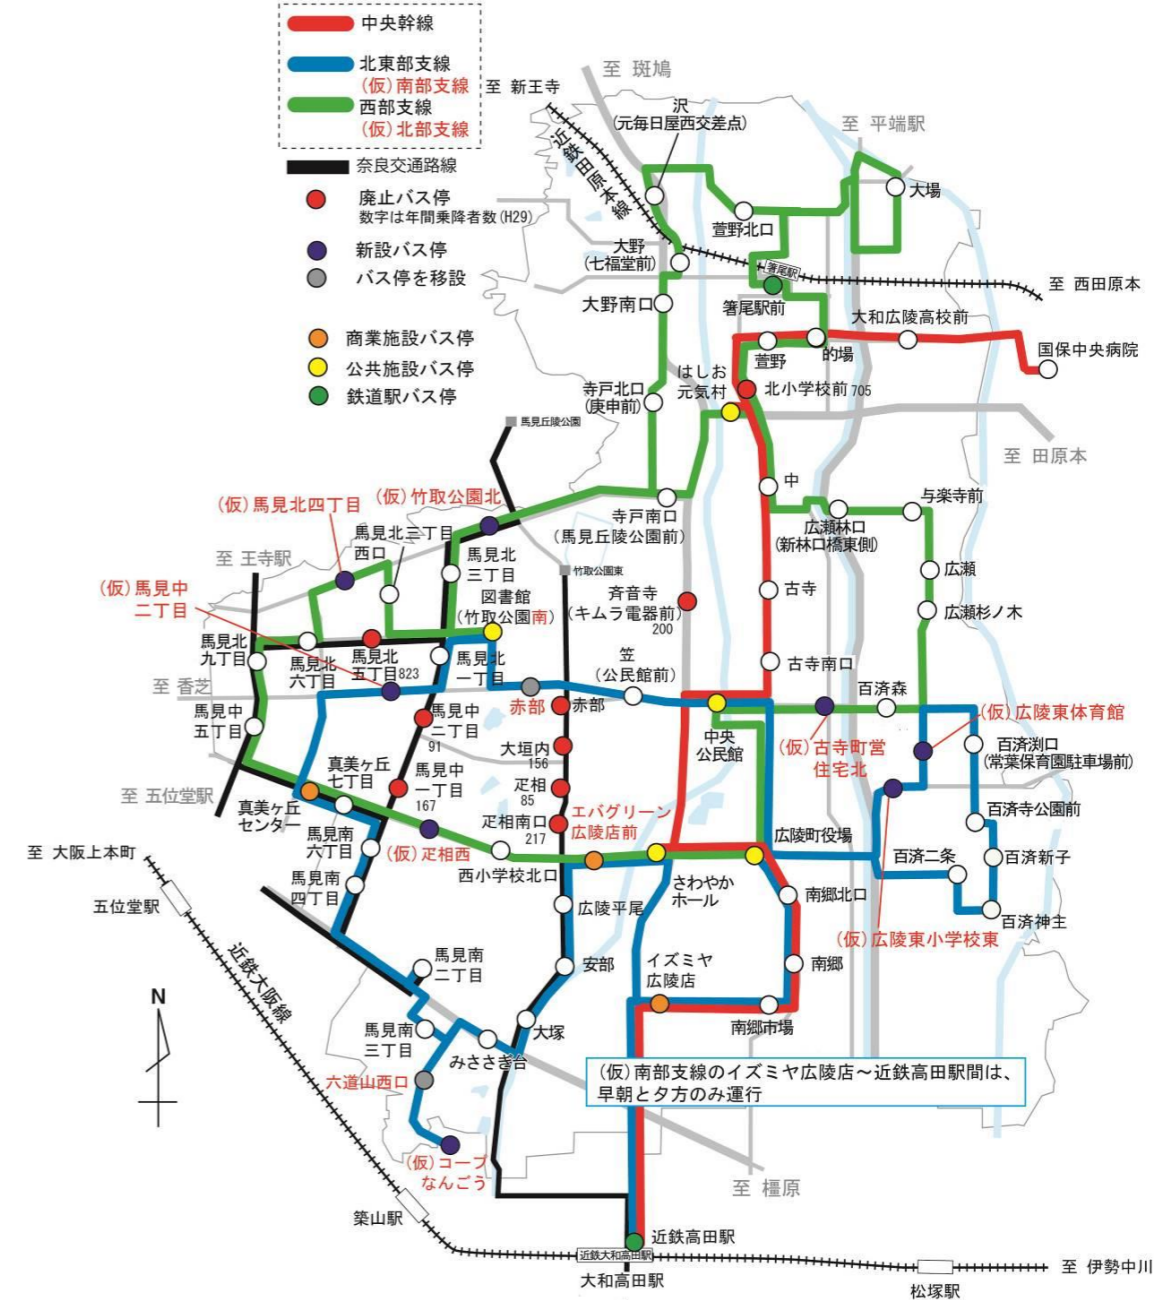 中央幹線
北東部支線
(仮)南部支線
西部支線
(仮)北部支線
奈良交通路線
廃止バス停
数字は年間乗降者数(H29)
新設バス停
バス停を移設
商業施設バス停
公共施設バス停
鉄道駅バス停
至 新王寺
至 斑鳩
近鉄田原本線
沢
(元毎日屋西交差点)
至 平端駅
大場
萱野北口
大野
(七福堂前)
箸尾駅
至 西田原本
大野南口
箸尾駅前
大和広陵高校前
萱野
的場
国保中央病院
はしお
元気村
北小学校前705
寺戸北口
(庚申前)
馬見丘陵公園
至 田原本
中
(仮)馬見北四丁目
(仮)竹取公園北
寺戸南口
(馬見丘陵公園前)
広瀬林口
(新林口橋東側)
与楽寺前
馬見北三丁目
西口
至 王寺駅
馬見北
三丁目
竹取公園東
広瀬
(仮)馬見中
二丁目
図書館
(竹取公園南)
斉音寺
(キムラ電器前)
200
古寺
広瀬杉ノ木
馬見北
九丁目
馬見北
六丁目
馬見北
五丁目823
馬見北
一丁目
笠
(公民館前)
古寺南口
至 香芝
百済森
赤部
赤部
馬見中
五丁目
馬見中
二丁目
91
中央
公民館
(仮)古寺町営
住宅北
(仮)広陵東体育館
百済渕口
(常葉保育園駐車場前)
大垣内
156
真美ヶ丘
七丁目
馬見中
一丁目
167
疋相
85
至 五位堂駅
真美ヶ丘
センター
疋相南口
217
エバグリーン
広陵店前
百済寺公園前
馬見南
六丁目
(仮)疋相西
広陵町役場
至 大阪上本町
西小学校北口
百済二条
百済新子
馬見南
四丁目
さわやか
ホール
南郷北口
五位堂駅
広陵平尾
百済神主
(仮)広陵東小学校東
近鉄大阪線
馬見南
二丁目
安部
イズミヤ
広陵店
南郷
N
馬見南
三丁目
大塚
南郷市場
みささぎ台
六道山西口
(仮)南部支線のイズミヤ広陵店～近鉄高田駅間は、
早朝と夕方のみ運行
(仮)コープ
なんごう
至 橿原
築山駅
近鉄高田駅
近鉄大和高田駅
至 伊勢中川
大和高田駅
松塚駅